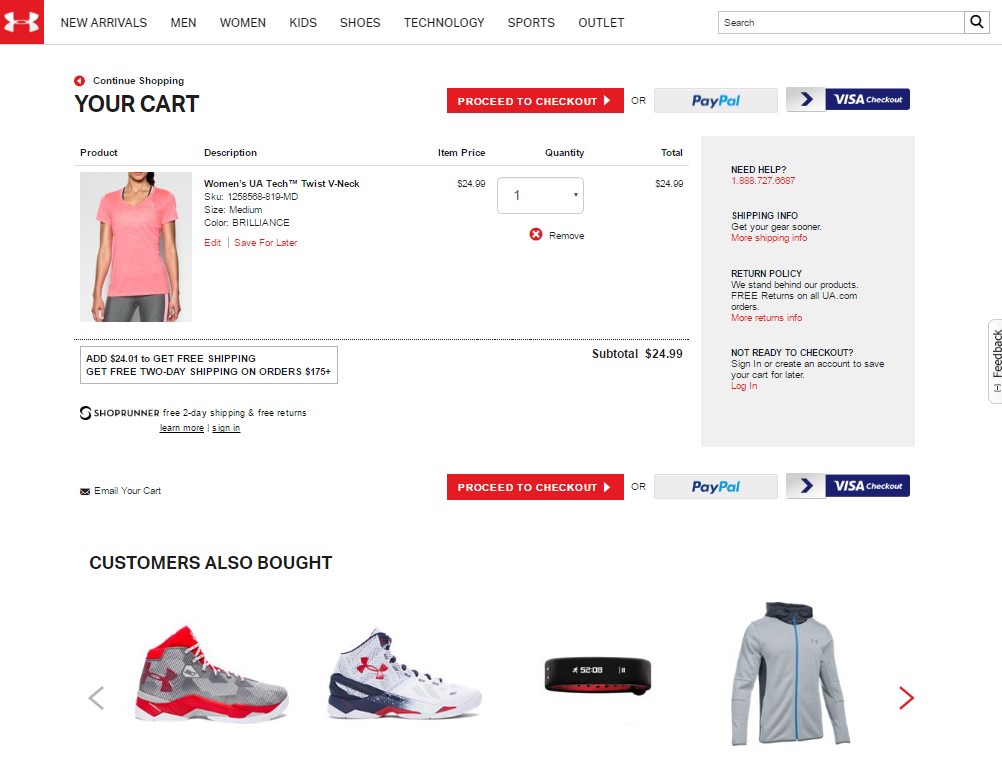 NEW ARRIVALS MEN WOMEN KIDS SHOES TECHNOLOGY SPORTS OUTLET Search
Continue Shopping
YOUR CART
PROCEED TO CHECKOUT OR PayPal VISA Checkout
Product Description Item Price Quantity Total
Women's UA Tech™ Twist V-Neck $24.99 1 $24.99
Sku: 1258568-819-MD
Size: Medium
Color: BRILLIANCE
Edit | Save For Later
Remove
NEED HELP?
1.888.727.6687
SHIPPING INFO
Get your gear sooner.
More shipping info
RETURN POLICY
We stand behind our products.
FREE Returns on all UA.com
orders.
More returns info
NOT READY TO CHECKOUT?
Sign In or create an account to save
your cart for later.
Log In
Feedback
Subtotal $24.99
ADD $24.01 to GET FREE SHIPPING
GET FREE TWO-DAY SHIPPING ON ORDERS $175+
SHOPRUNNER free 2-day shipping & free returns
learn more | sign in
Email Your Cart
PROCEED TO CHECKOUT OR PayPal VISA Checkout
CUSTOMERS ALSO BOUGHT
52:08